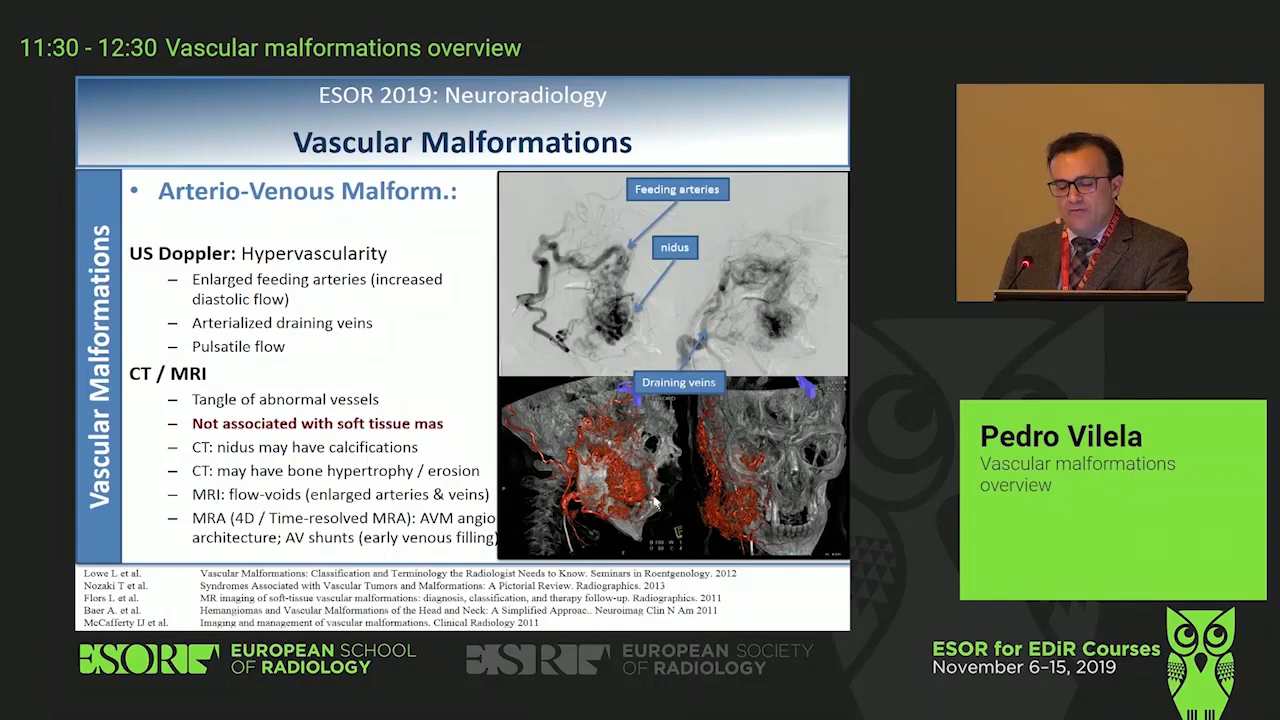 11:30 - 12:30 Vascular malformations overview
ESOR 2019: Neuroradiology
Vascular Malformations
Vascular Malformations
• Arterio-Venous Malform.:
US Doppler: Hypervascularity
– Enlarged feeding arteries (increased
diastolic flow)
– Arterialized draining veins
– Pulsatile flow
CT / MRI
– Tangle of abnormal vessels
– Not associated with soft tissue mas
– CT: nidus may have calcifications
– CT: may have bone hypertrophy / erosion
– MRI: flow-voids (enlarged arteries & veins)
– MRA (4D / Time-resolved MRA): AVM angio
architecture; AV shunts (early venous filling)
Feeding arteries
nidus
Draining veins
Lowe L et al. Vascular Malformations: Classification and Terminology the Radiologist Needs to Know. Seminars in Roentgenology. 2012
Nozaki T et al. Syndromes Associated with Vascular Tumors and Malformations: A Pictorial Review. Radiographics. 2013
Flors L et al. MR imaging of soft-tissue vascular malformations: diagnosis, classification, and therapy follow-up. Radiographics. 2011
Baer A. et al. Hemangiomas and Vascular Malformations of the Head and Neck: A Simplified Approac.. Neuroimag Clin N Am 2011
McCafferty IJ et al. Imaging and management of vascular malformations. Clinical Radiology 2011
Pedro Vilela
Vascular malformations
overview
ESOR EUROPEAN SCHOOL
OF RADIOLOGY
ESR EUROPEAN SOCIETY
OF RADIOLOGY
ESOR for EDiR Courses
November 6–15, 2019